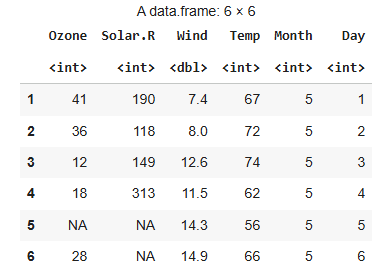 A data.frame: 6 × 6
Ozone Solar.R Wind Temp Month Day
<int> <int> <dbl> <int> <int> <int>
1 41 190 7.4 67 5 1
2 36 118 8.0 72 5 2
3 12 149 12.6 74 5 3
4 18 313 11.5 62 5 4
5 NA NA 14.3 56 5 5
6 28 NA 14.9 66 5 6